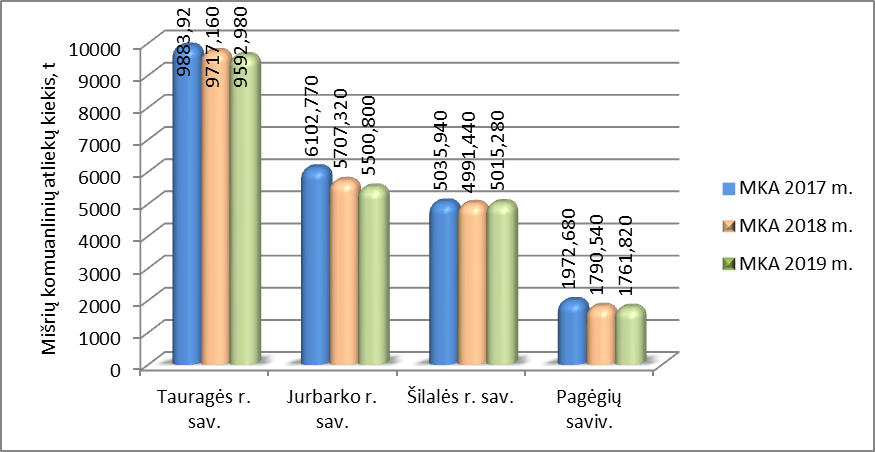 Mišrių komuanlinių atliekų kiekis, t
10000
9000
8000
7000
6000
5000
4000
3000
2000
1000
0
9883,92
9717,160
9592,980
6102,770
5707,320
5500,800
5035,940
4991,440
5015,280
1972,680
1790,540
1761,820
Tauragės r.
sav.
Jurbarko r.
sav.
Šilalės r. sav.
Pagėgių
saviv.
MKA 2017 m.
MKA 2018 m.
MKA 2019 m.